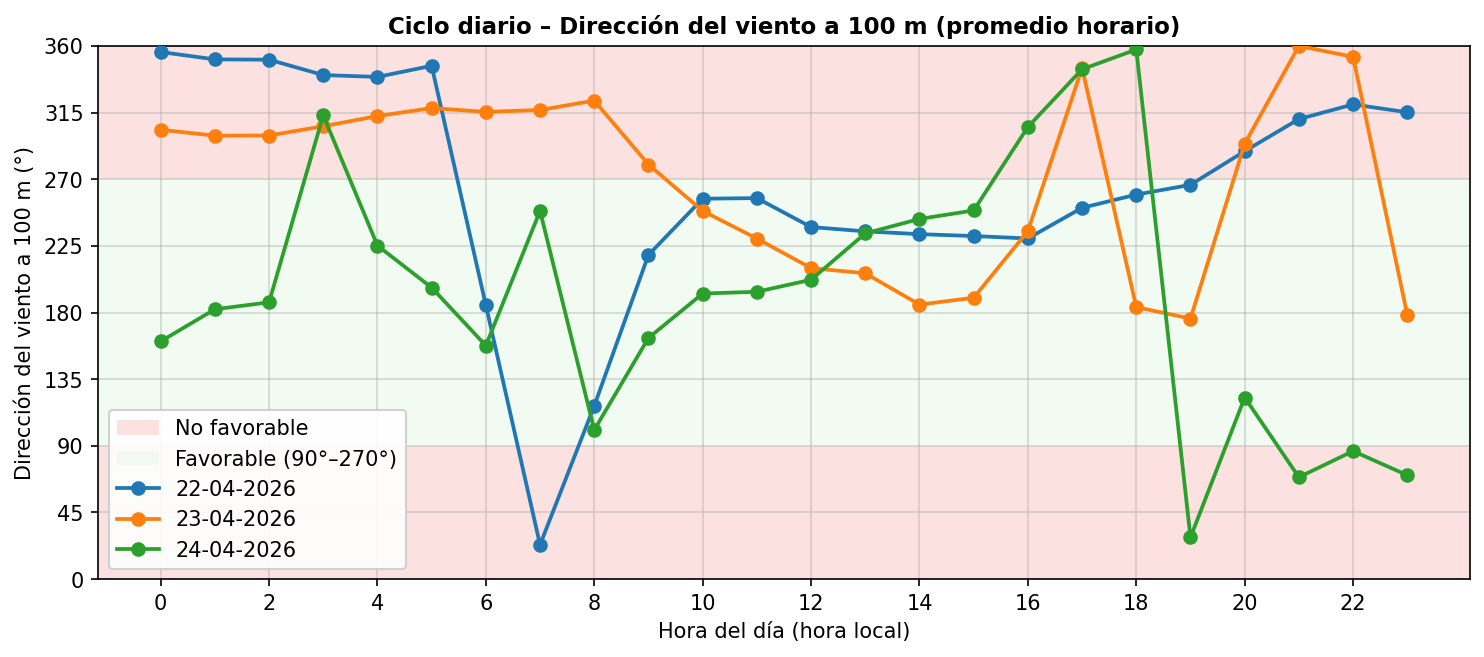 Ciclo diario – Dirección del viento a 100 m (promedio horario)
Dirección del viento a 100 m (°)
360
315
270
225
180
135
90
45
0
No favorable
Favorable (90°–270°)
22-04-2026
23-04-2026
24-04-2026
0 2 4 6 8 10 12 14 16 18 20 22
Hora del día (hora local)